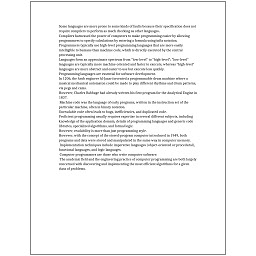 Some languages are more prone to some kinds of faults because their specification does not
require compilers to perform as much checking as other languages.
Compilers harnessed the power of computers to make programming easier by allowing
programmers to specify calculations by entering a formula using infix notation.
Programmers typically use high-level programming languages that are more easily
intelligible to humans than machine code, which is directly executed by the central
processing unit.
Languages form an approximate spectrum from "low-level" to "high-level"; "low-level"
languages are typically more machine-oriented and faster to execute, whereas "high-level"
languages are more abstract and easier to use but execute less quickly.
Programming languages are essential for software development.
In 1206, the Arab engineer Al-Jazari invented a programmable drum machine where a
musical mechanical automaton could be made to play different rhythms and drum patterns,
via pegs and cams.
However, Charles Babbage had already written his first program for the Analytical Engine in
1837.
Machine code was the language of early programs, written in the instruction set of the
particular machine, often in binary notation.
Unreadable code often leads to bugs, inefficiencies, and duplicated code.
Proficient programming usually requires expertise in several different subjects, including
knowledge of the application domain, details of programming languages and generic code
libraries, specialized algorithms, and formal logic.
However, readability is more than just programming style.
However, with the concept of the stored-program computer introduced in 1949, both
programs and data were stored and manipulated in the same way in computer memory.
Implementation techniques include imperative languages (object-oriented or procedural),
functional languages, and logic languages.
Computer programmers are those who write computer software.
The academic field and the engineering practice of computer programming are both largely
concerned with discovering and implementing the most efficient algorithms for a given
class of problems.